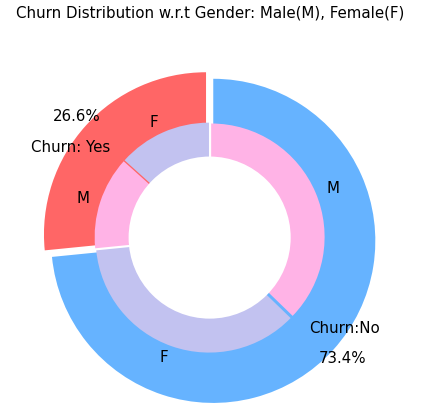 Churn Distribution w.r.t Gender: Male(M), Female(F)
26.6%
F
Churn: Yes
M
M
Churn:No
F
73.4%